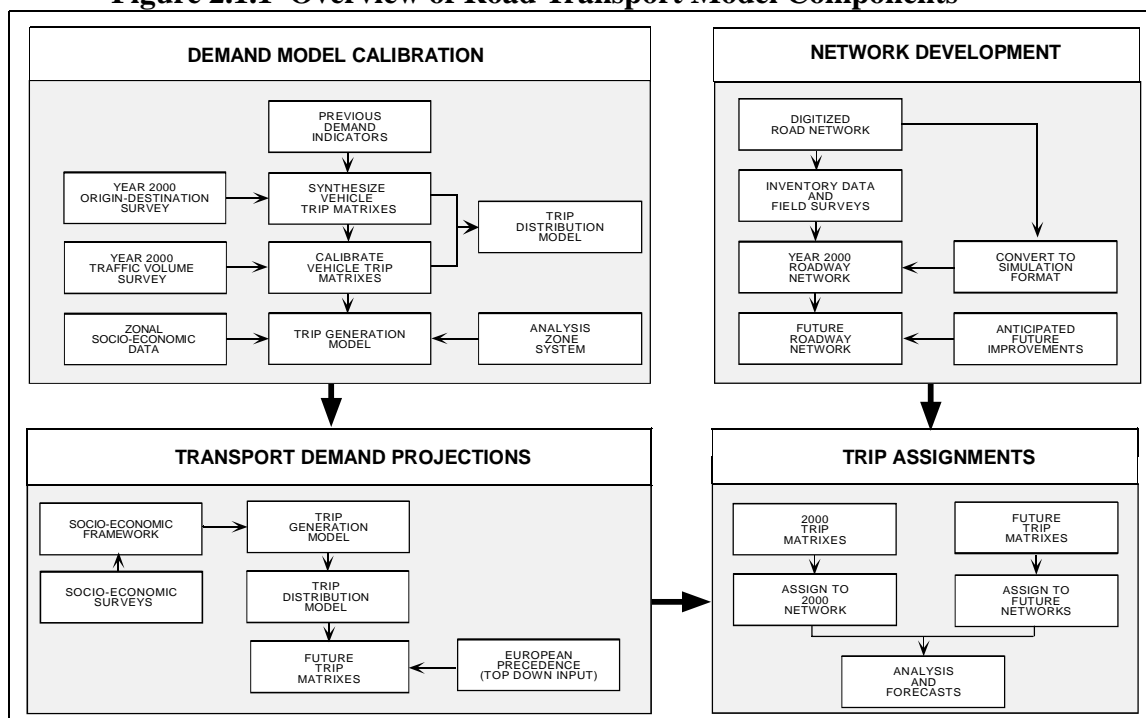 Figure 2.1.1 Overview of Road Transport Model Components
DEMAND MODEL CALIBRATION
PREVIOUS
DEMAND
INDICATORS
YEAR 2000
ORIGIN-DESTINATION
SURVEY
SYNTHESIZE
VEHICLE
TRIP MATRIXES
TRIP
DISTRIBUTION
MODEL
YEAR 2000
TRAFFIC VOLUME
SURVEY
CALIBRATE
VEHICLE TRIP
MATRIXES
ZONAL
SOCIO-ECONOMIC
DATA
TRIP GENERATION
MODEL
ANALYSIS
ZONE
SYSTEM
NETWORK DEVELOPMENT
DIGITIZED
ROAD NETWORK
INVENTORY DATA
AND
FIELD SURVEYS
YEAR 2000
ROADWAY
NETWORK
CONVERT TO
SIMULATION
FORMAT
FUTURE
ROADWAY
NETWORK
ANTICIPATED
FUTURE
IMPROVEMENTS
TRANSPORT DEMAND PROJECTIONS
SOCIO-ECONOMIC
FRAMEWORK
TRIP
GENERATION
MODEL
SOCIO-ECONOMIC
SURVEYS
TRIP
DISTRIBUTION
MODEL
FUTURE
TRIP
MATRIXES
EUROPEAN
PRECEDENCE
(TOP DOWN INPUT)
TRIP ASSIGNMENTS
2000
TRIP
MATRIXES
FUTURE
TRIP
MATRIXES
ASSIGN TO
2000
NETWORK
ASSIGN TO
FUTURE
NETWORKS
ANALYSIS
AND
FORECASTS